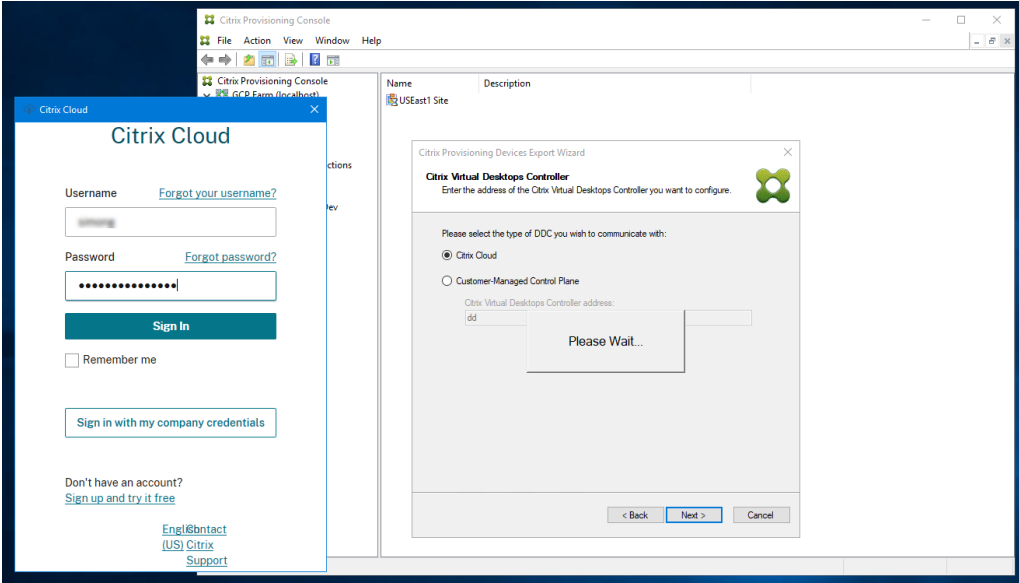 Citrix Provisioning Console
File Action View Window Help
Citrix Provisioning Console
GCP Farm (localhost)
ctions
Dev
Name Description
USEast1 Site
Citrix Cloud
Citrix Cloud
Username Forgot your username?
Password Forgot password?
Sign In
Remember me
Sign in with my company credentials
Don't have an account?
Sign up and try it free
English (US)
Contact Citrix Support
Citrix Provisioning Devices Export Wizard
Citrix Virtual Desktops Controller
Enter the address of the Citrix Virtual Desktops Controller you want to configure.
Please select the type of DDC you wish to communicate with:
Citrix Cloud
Customer-Managed Control Plane
Citrix Virtual Desktops Controller address:
dd
Please Wait...
< Back Next > Cancel